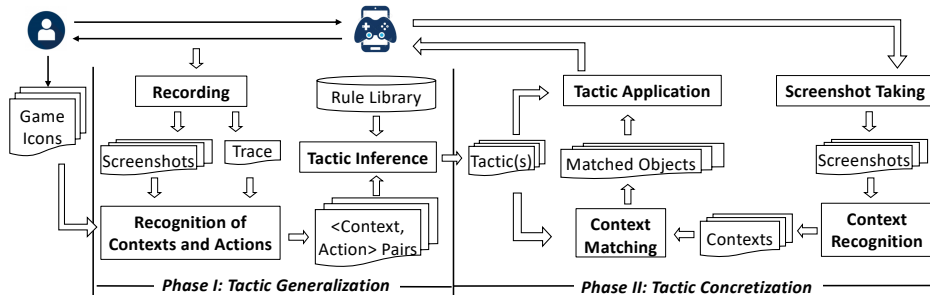 Game
Icons
Recording
Screenshots
Trace
Recognition of
Contexts and Actions
Rule Library
Tactic Inference
<Context,
Action> Pairs
Phase I: Tactic Generalization
Tactic(s)
Tactic Application
Matched Objects
Context
Matching
Contexts
Screenshot Taking
Screenshots
Context
Recognition
Phase II: Tactic Concretization